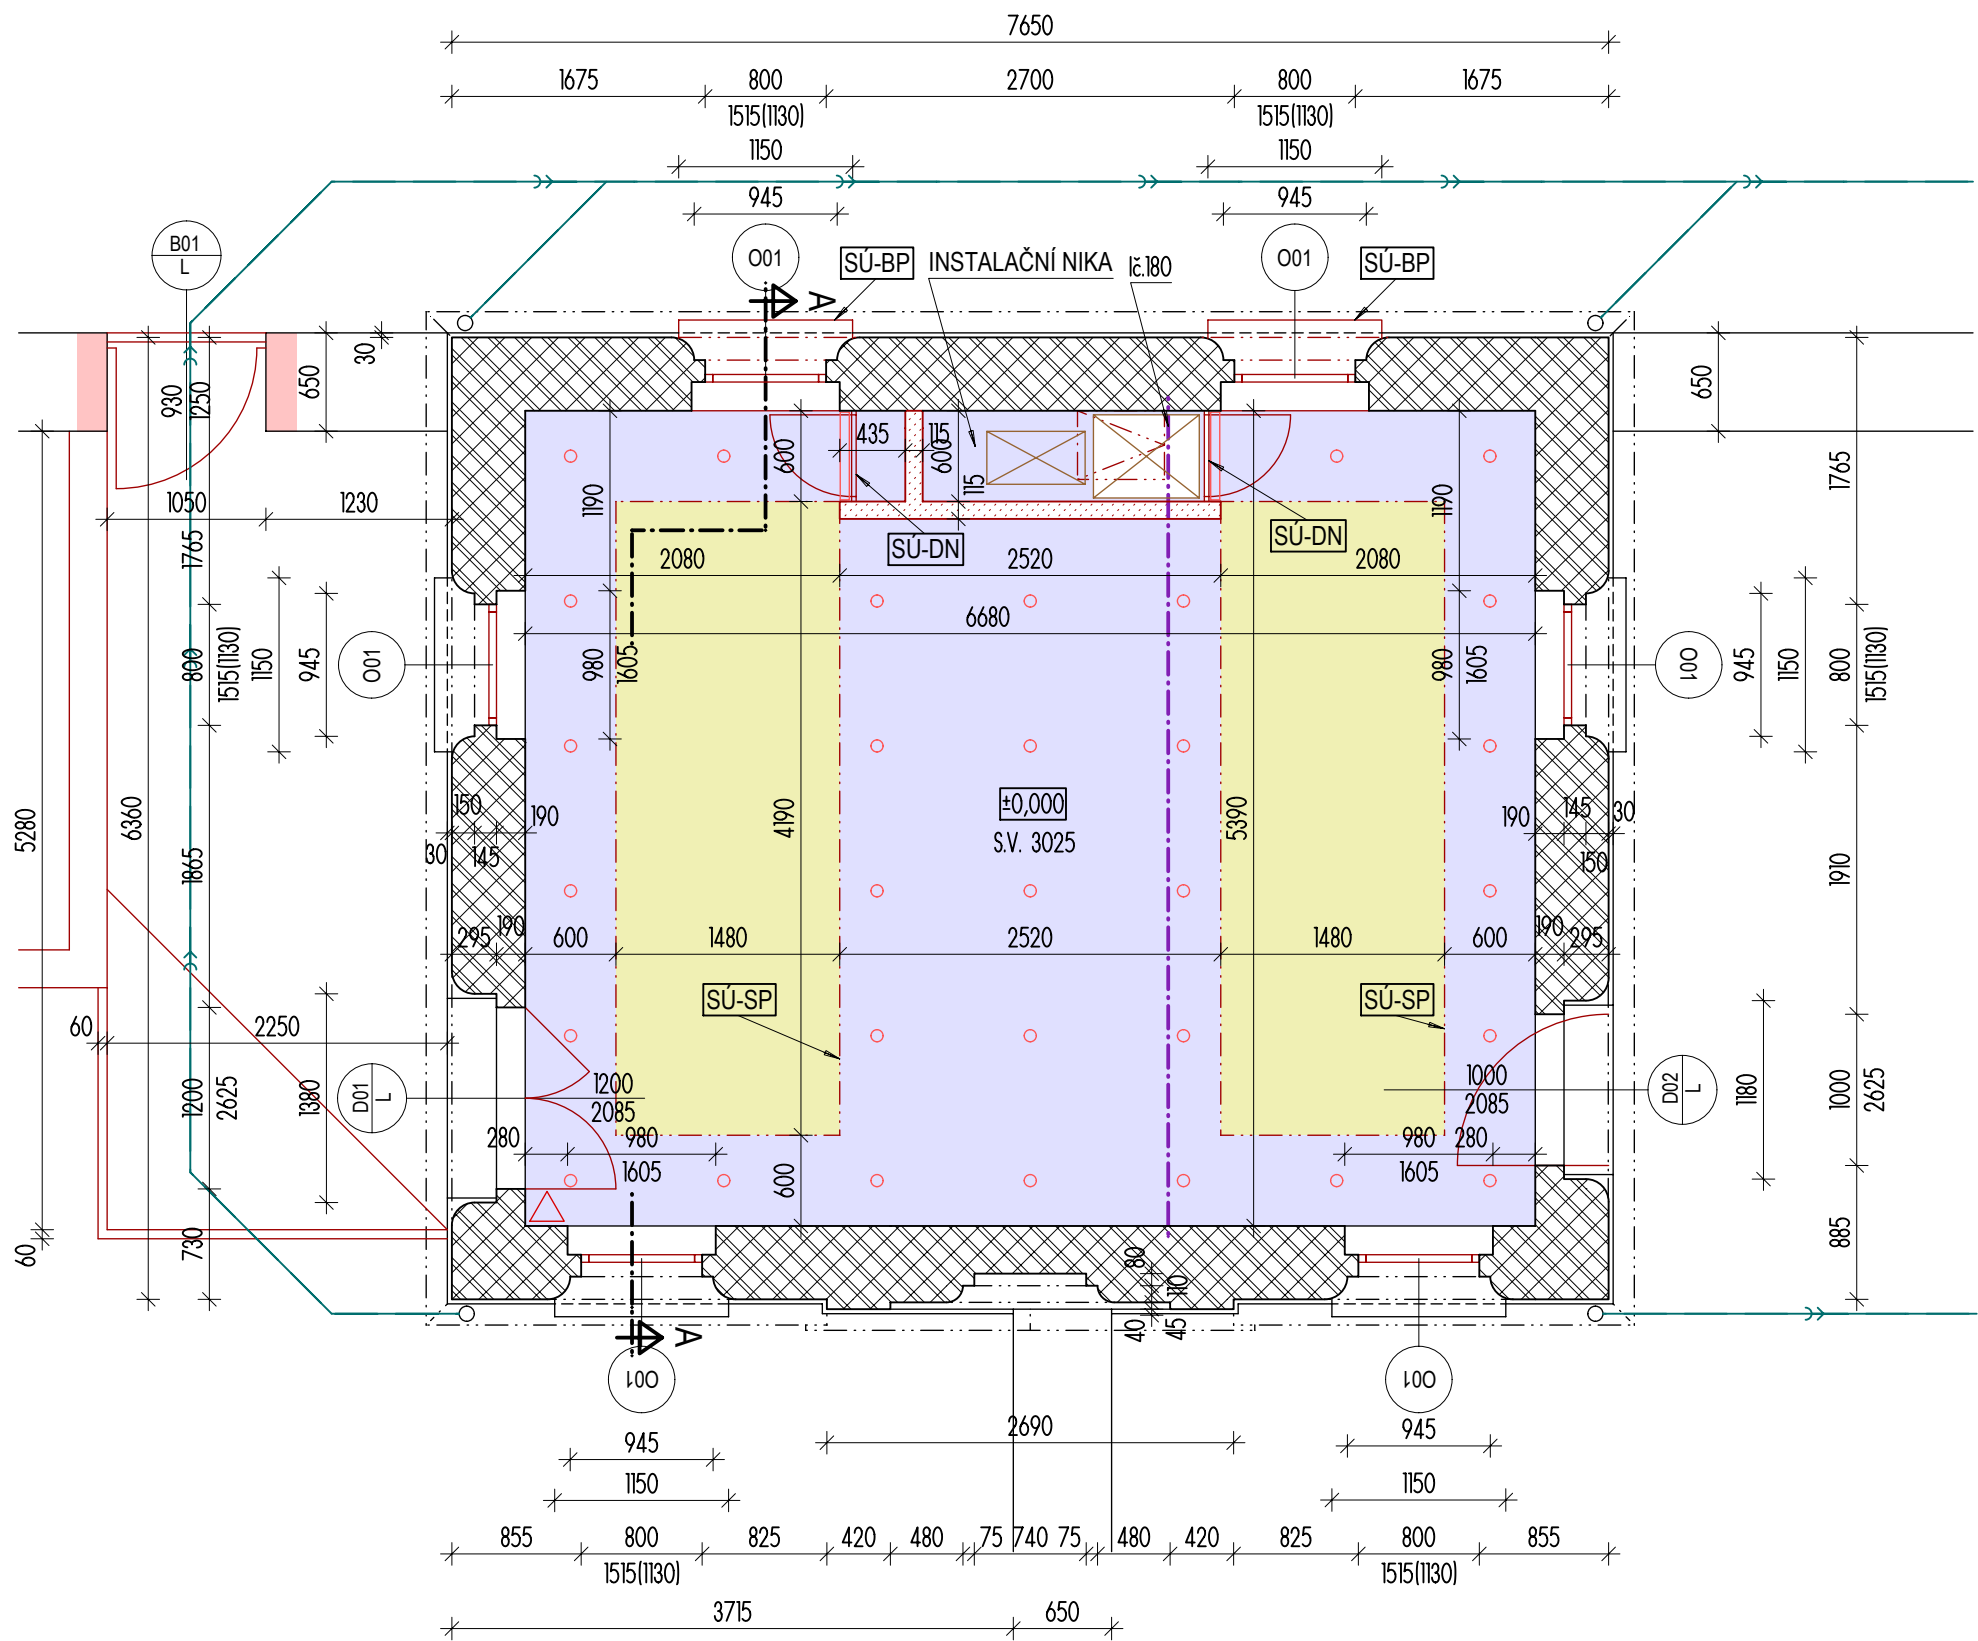 7650
1675 800 2700 800 1675
1515(1130) 1515(1130)
1150 1150
945 945
B01
L
O01
SÚ-BP
INSTALAČNÍ NIKA
lč.180
O01
SÚ-BP
A
30
650
930
1250
650
435
115
600
600
115
1190
1190
1765
1050 1230
1765
SÚ-DN
SÚ-DN
2080 2520 2080
6680
O01
945
1150
800
1515(1130)
980
1605
980
1605
O01
945
1150
800
1515(1130)
5280
6360
1865
150
145
190
30
4190
±0,000
S.V. 3025
5390
190
145
30
150
1910
295
190
600 1480 2520 1480 600
190
295
SÚ-SP
SÚ-SP
60 2250
1200
2625
1380
D01
L
1200
2085
1000
2085
D02
L
1180
1000
2625
280 980
1605
980 280
1605
600
60
730
885
80
110
40
45
A
O01
O01
2690
945 945
1150 1150
855 800 825 420 480 75 740 75 480 420 825 800 855
1515(1130) 1515(1130)
3715 650